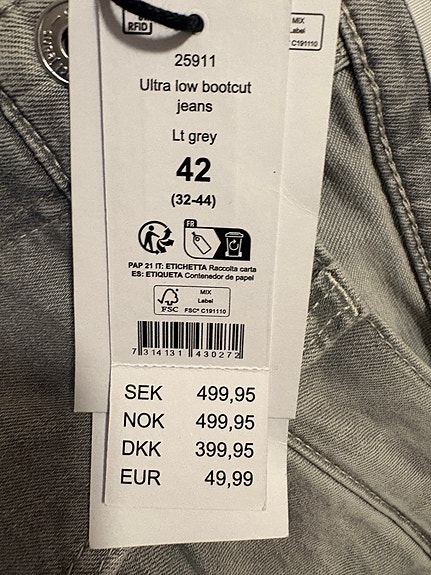 RFID
MIX
Label
C191110
25911
Ultra low bootcut
jeans
Lt grey
42
(32-44)
FR
PAP 21 IT: ETICHETTA Raccolta carta
ES: ETIQUETA Contenedor de papel
MIX
Label
FSC
FSC® C191110
7 314131 430272
SEK 499,95
NOK 499,95
DKK 399,95
EUR 49,99